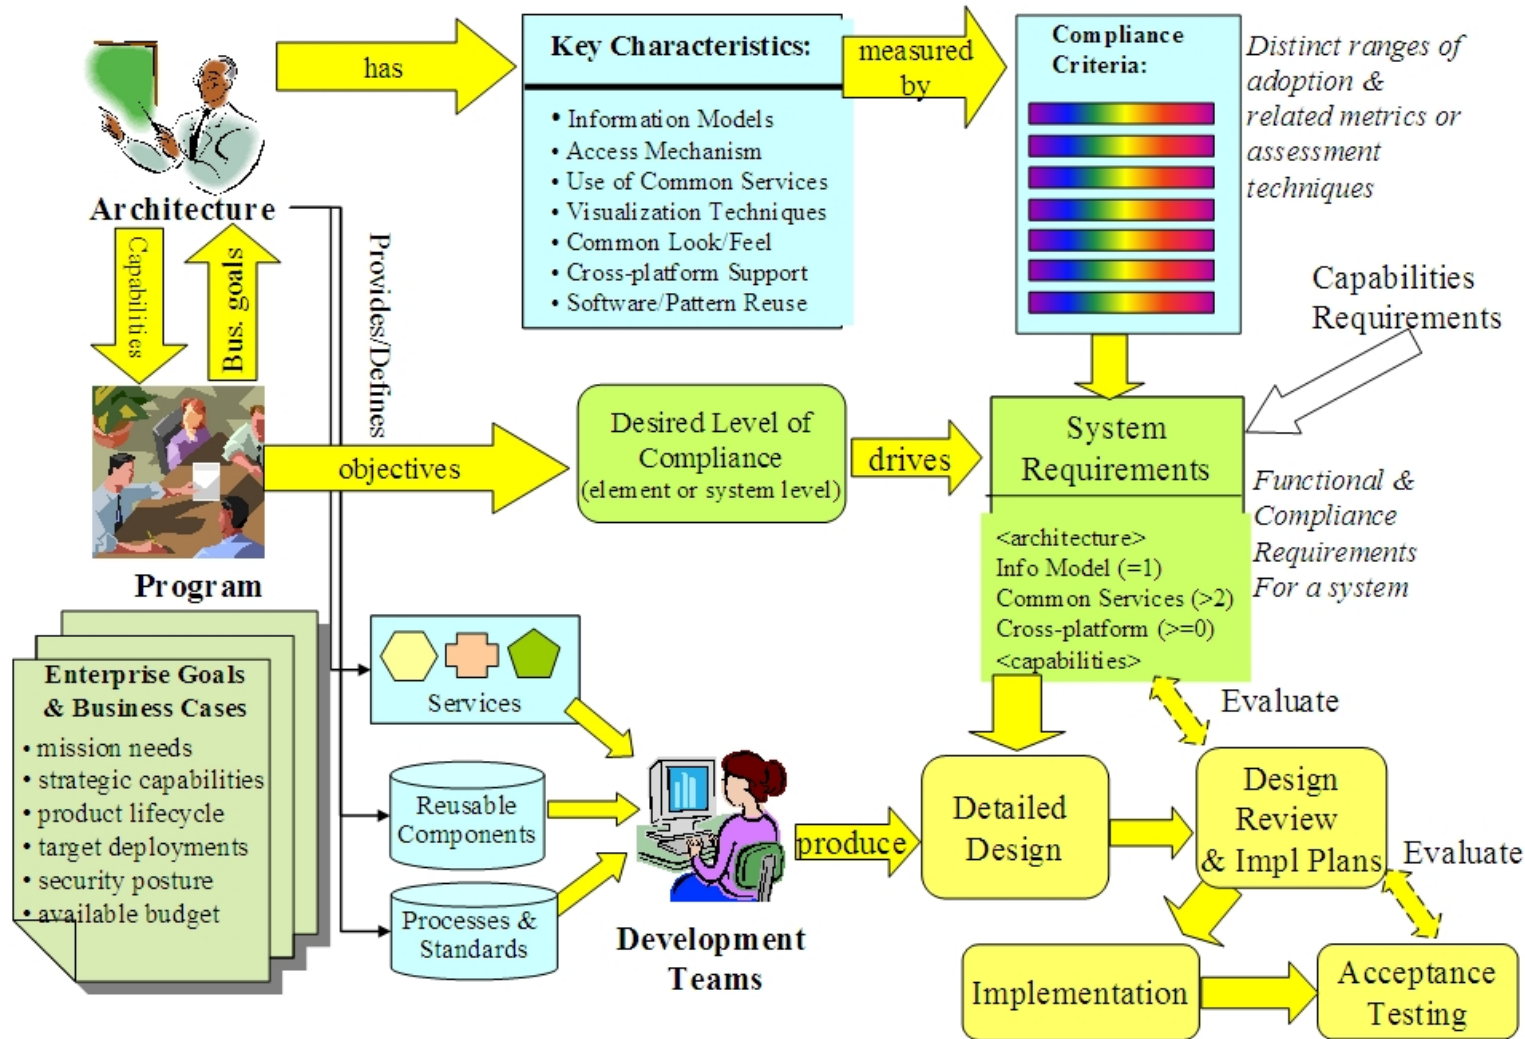 has
Key Characteristics:
• Information Models
• Access Mechanism
• Use of Common Services
• Visualization Techniques
• Common Look/Feel
• Cross-platform Support
• Software/Pattern Reuse
measured
by
Compliance
Criteria:
Distinct ranges of
adoption &
related metrics or
assessment
techniques
Architecture
Capabilities
Bus. goals
Provides/Defines
Capabilities
Requirements
objectives
Desired Level of
Compliance
(element or system level)
drives
System
Requirements
<architecture>
Info Model (=1)
Common Services (>2)
Cross-platform (>=0)
<capabilities>
Functional &
Compliance
Requirements
For a system
Program
Enterprise Goals
& Business Cases
• mission needs
• strategic capabilities
• product lifecycle
• target deployments
• security posture
• available budget
Services
Reusable
Components
Processes &
Standards
Development
Teams
produce
Detailed
Design
Evaluate
Design
Review
& Impl Plans
Evaluate
Implementation
Acceptance
Testing